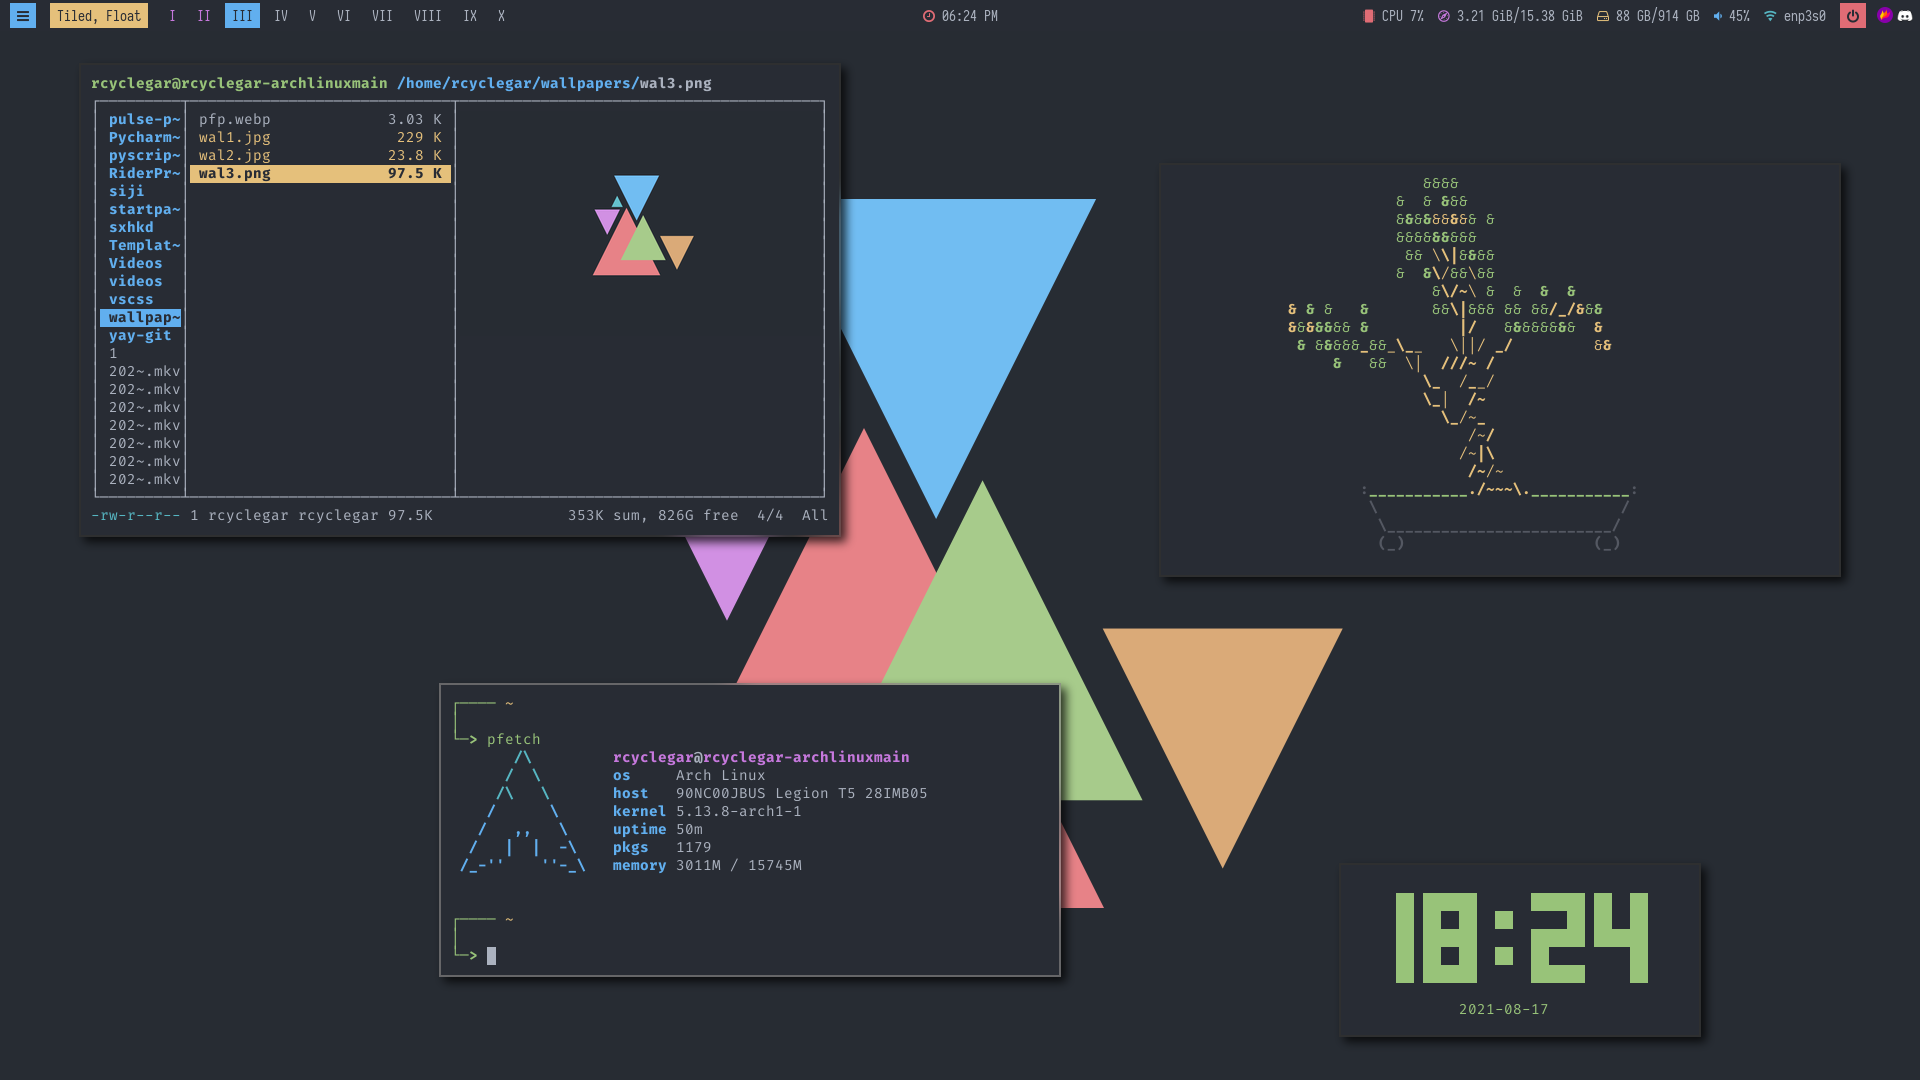 Tiled, Float I II III IV V VI VII VIII IX X 06:24 PM CPU 7% 3.21 GiB/15.38 GiB 88 GB/914 GB 45% enp3s0
rcyclegar@rcyclegar-archlinuxmain /home/rcyclegar/wallpapers/wal3.png
pulse-p~ pfp.webp 3.03 K
Pycharm~ wal1.jpg 229 K
pyscrip~ wal2.jpg 23.8 K
RiderPr~ wal3.png 97.5 K
siji
startpa~
sxhkd
Templat~
Videos
videos
vscss
wallpap~
yay-git
1
202~.mkv
202~.mkv
202~.mkv
202~.mkv
202~.mkv
202~.mkv
202~.mkv
-rw-r--r-- 1 rcyclegar rcyclegar 97.5K 353K sum, 826G free 4/4 All
~
> pfetch
rcyclegar@rcyclegar-archlinuxmain
os Arch Linux
host 90NC00JBUS Legion T5 28IMB05
kernel 5.13.8-arch1-1
uptime 50m
pkgs 1179
memory 3011M / 15745M
~
>
18:24
2021-08-17